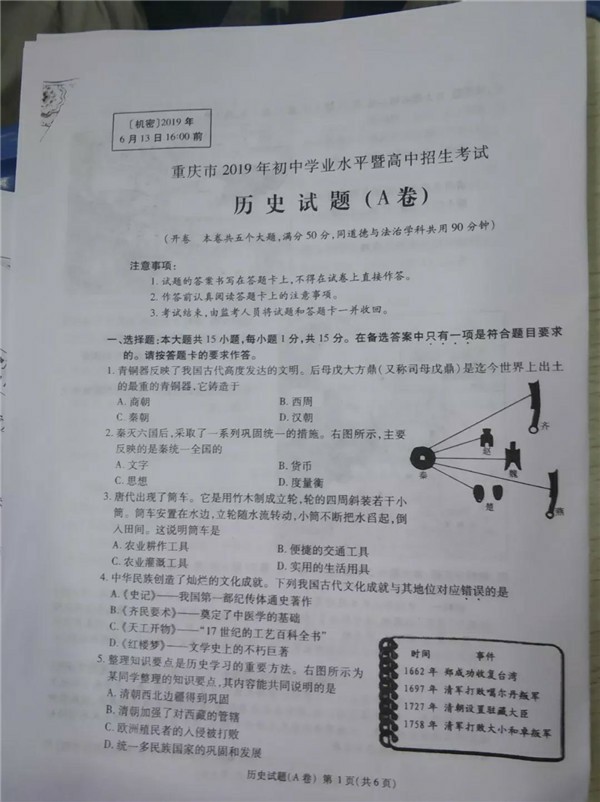 [机密]2019年
6月13日16:00前
重庆市2019年初中学业水平暨高中招生考试
历史试题(A卷)
(开卷 本卷共五个大题,满分50分,同道德与法治学科共用90分钟)
注意事项:
1. 试题的答案书写在答题卡上,不得在试卷上直接作答。
2. 作答前认真阅读答题卡上的注意事项。
3. 考试结束,由监考人员将试题和答题卡一并收回。
一、选择题:本大题共15小题,每小题1分,共15分。在备选答案中只有一项是符合题目要求
的。请按答题卡的要求作答。
1. 青铜器反映了我国古代高度发达的文明。后母戊大方鼎(又称司母戊鼎)是迄今世界上出土
的最重的青铜器,它铸造于
A. 商朝 B. 西周
C. 秦朝 D. 汉朝
2. 秦灭六国后,采取了一系列巩固统一的措施。右图所示,主要
反映的是秦统一全国的
A. 文字 B. 货币
C. 思想 D. 度量衡
齐
赵
魏
秦
楚
燕
3. 唐代出现了筒车。它是用竹木制成立轮,轮的四周斜装若干小
筒。筒车安置在水边,立轮随水流转动,小筒不断把水舀起,倒
入田间。这说明筒车是
A. 农业耕作工具 B. 便捷的交通工具
C. 农业灌溉工具 D. 实用的生活用具
4. 中华民族创造了灿烂的文化成就。下列我国古代文化成就与其地位对应错误的是
A.《史记》——我国第一部纪传体通史著作
B.《齐民要术》——奠定了中医学的基础
C.《天工开物》——“17世纪的工艺百科全书”
D.《红楼梦》——文学史上的不朽巨著
5. 整理知识要点是历史学习的重要方法。右图所示为
某同学整理的知识要点,其内容能共同说明的是
A. 清朝西北边疆得到巩固
B. 清朝加强了对西藏的管辖
C. 欧洲殖民者的入侵被打败
D. 统一多民族国家的巩固和发展
时间 事件
1662年 郑成功收复台湾
1697年 清军打败噶尔丹叛军
1727年 清朝设置驻藏大臣
1758年 清军打败大小和卓叛军
历史试题(A卷) 第1页(共6页)